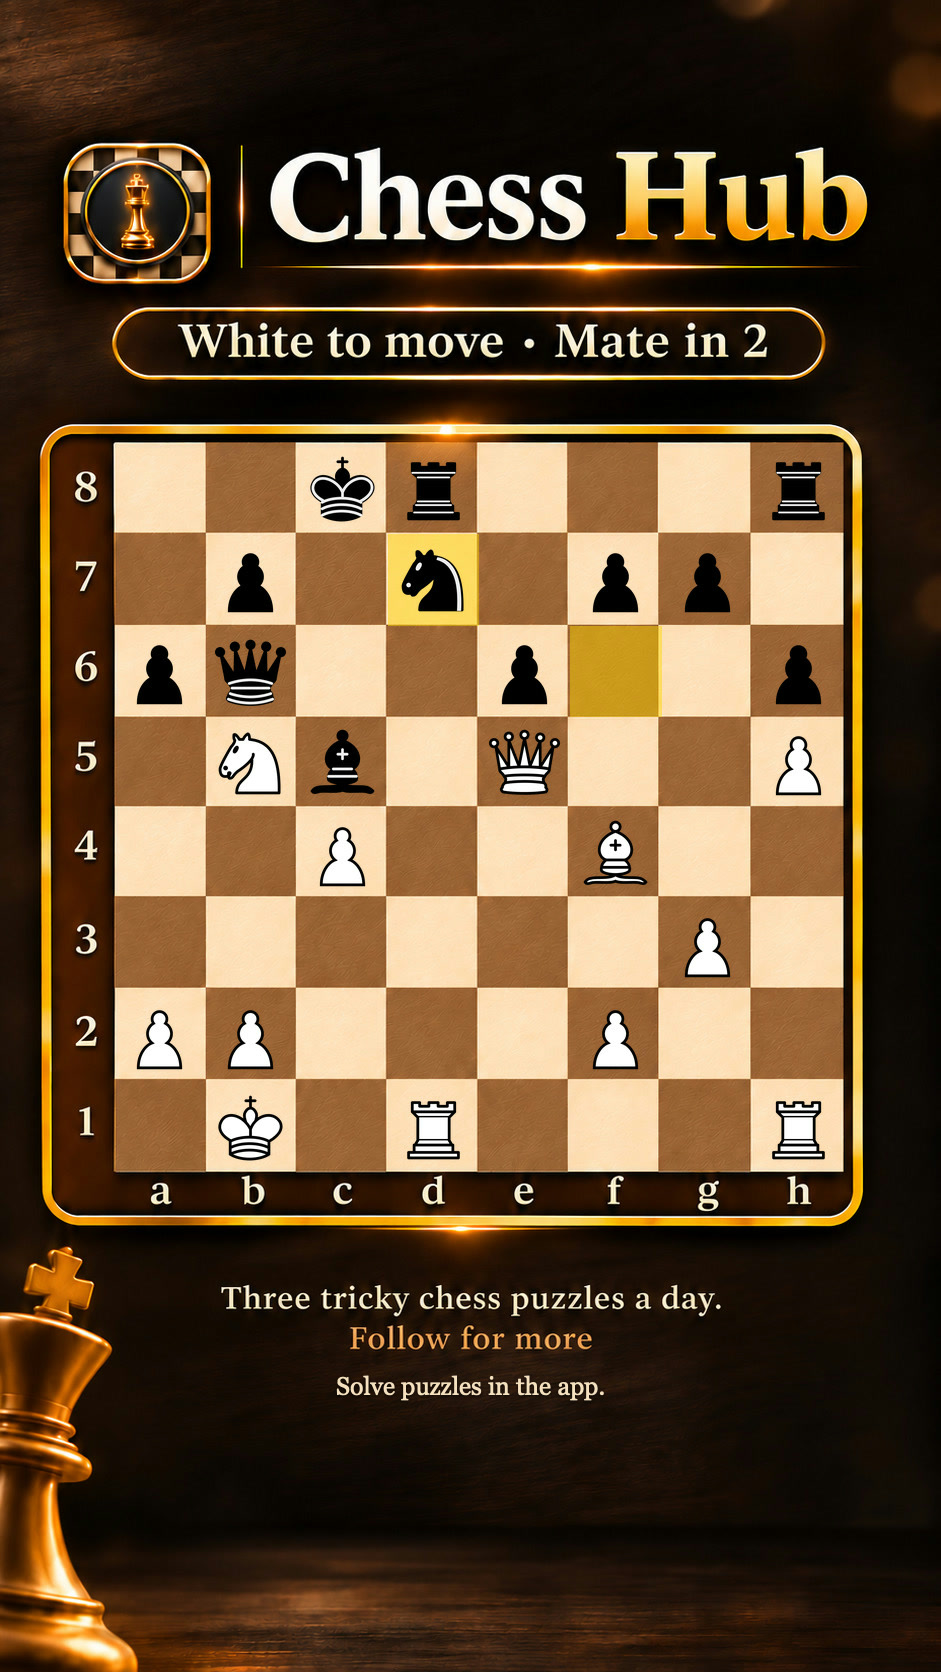 Chess Hub
White to move • Mate in 2
8
7
6
5
4
3
2
1
a b c d e f g h
Three tricky chess puzzles a day.
Follow for more
Solve puzzles in the app.